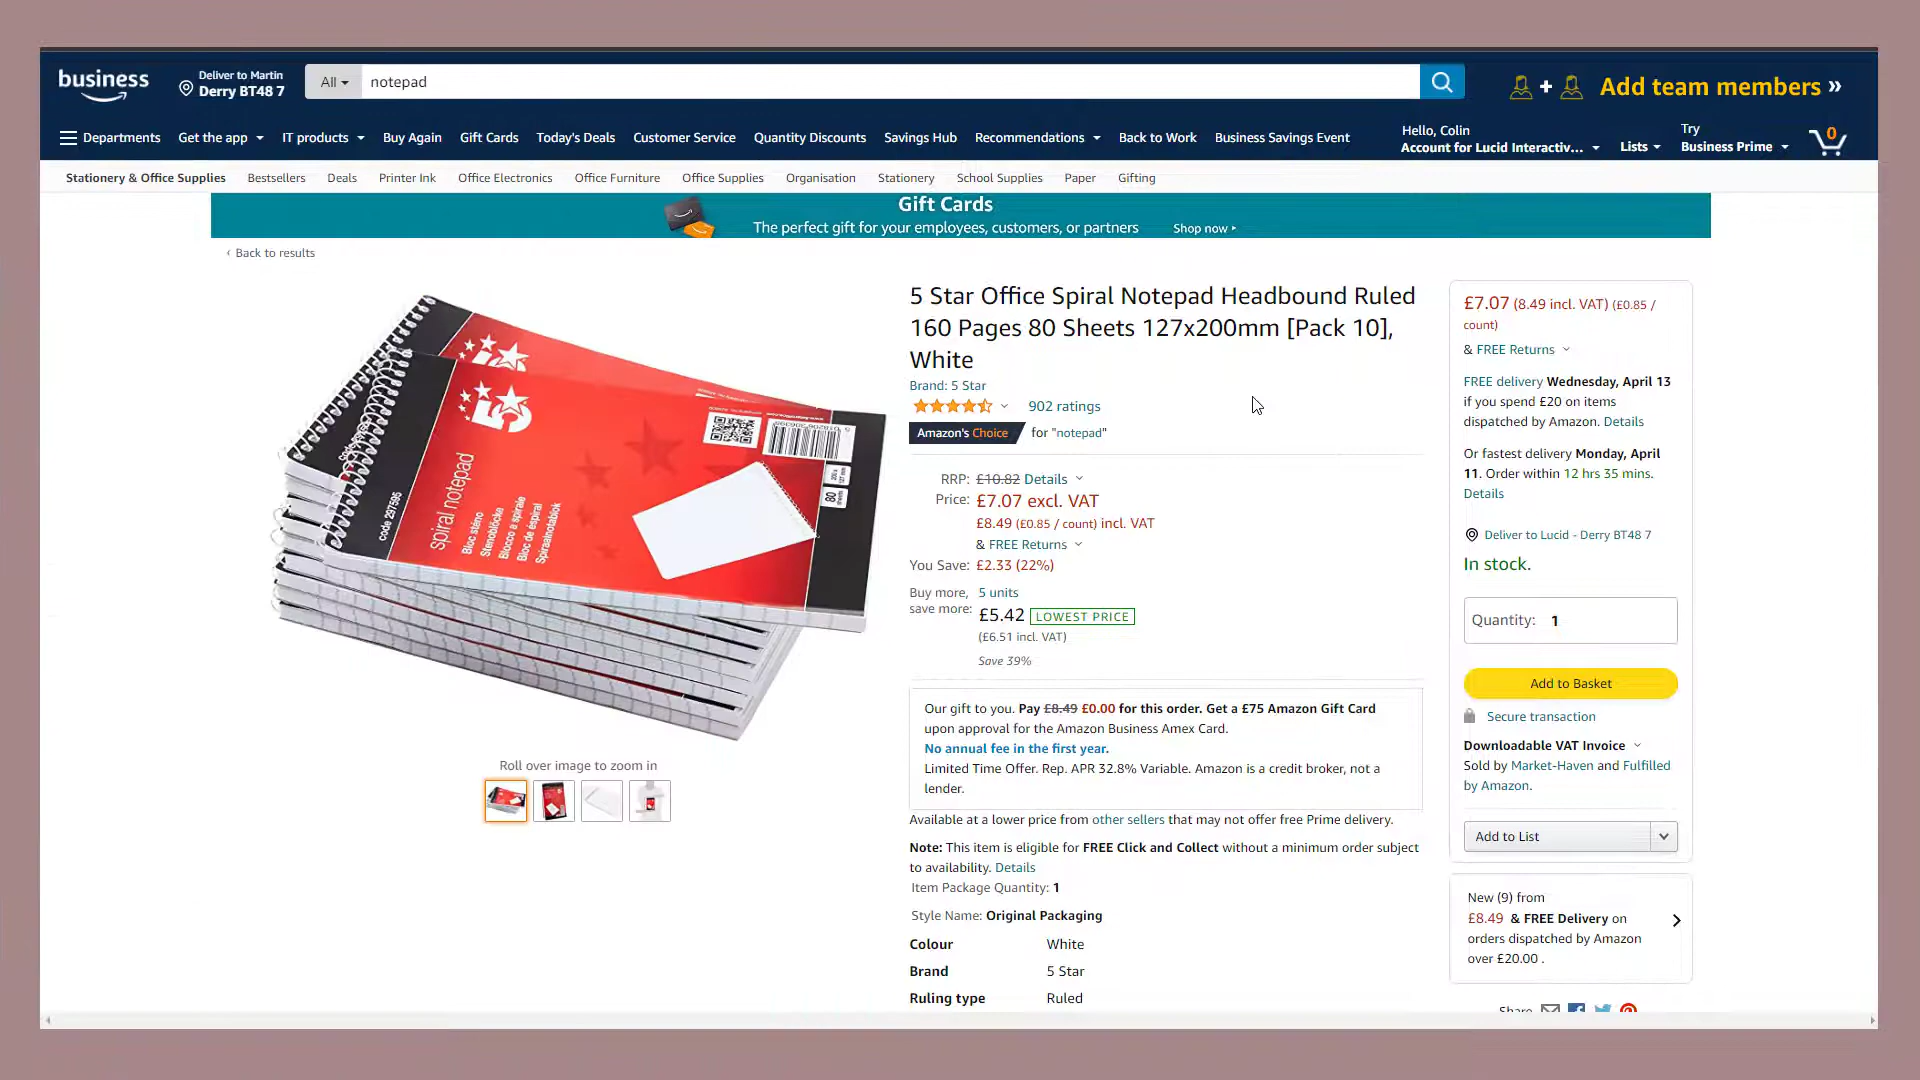 business
Deliver to Martin
Derry BT48 7
All
notepad
Add team members »
Departments
Get the app
IT products
Buy Again
Gift Cards
Today's Deals
Customer Service
Quantity Discounts
Savings Hub
Recommendations
Back to Work
Business Savings Event
Hello, Colin
Account for Lucid Interactiv...
Lists
Try
Business Prime
0
Stationery & Office Supplies
Bestsellers
Deals
Printer Ink
Office Electronics
Office Furniture
Office Supplies
Organisation
Stationery
School Supplies
Paper
Gifting
Gift Cards
The perfect gift for your employees, customers, or partners
Shop now
‹ Back to results
5
5
code 297595
spiral notepad
Bloc sténo
Stenoblöcke
Blocco a spirale
Bloc de espiral
Spiraalnotablok
80
Roll over image to zoom in
5 Star Office Spiral Notepad Headbound Ruled
160 Pages 80 Sheets 127x200mm [Pack 10],
White
Brand: 5 Star
902 ratings
Amazon's Choice for "notepad"
RRP: £10.82 Details
Price: £7.07 excl. VAT
£8.49 (£0.85 / count) incl. VAT
& FREE Returns
You Save: £2.33 (22%)
Buy more,
save more:
5 units
£5.42 LOWEST PRICE
(£6.51 incl. VAT)
Save 39%
Our gift to you. Pay £8.49 £0.00 for this order. Get a £75 Amazon Gift Card
upon approval for the Amazon Business Amex Card.
No annual fee in the first year.
Limited Time Offer. Rep. APR 32.8% Variable. Amazon is a credit broker, not a
lender.
Available at a lower price from other sellers that may not offer free Prime delivery.
Note: This item is eligible for FREE Click and Collect without a minimum order subject
to availability. Details
Item Package Quantity: 1
Style Name: Original Packaging
Colour White
Brand 5 Star
Ruling type Ruled
£7.07 (8.49 incl. VAT) (£0.85 /
count)
& FREE Returns
FREE delivery Wednesday, April 13
if you spend £20 on items
dispatched by Amazon. Details
Or fastest delivery Monday, April
11. Order within 12 hrs 35 mins.
Details
Deliver to Lucid - Derry BT48 7
In stock.
Quantity: 1
Add to Basket
Secure transaction
Downloadable VAT Invoice
Sold by Market-Haven and Fulfilled
by Amazon.
Add to List
New (9) from
£8.49 & FREE Delivery on
orders dispatched by Amazon
over £20.00 .
Share